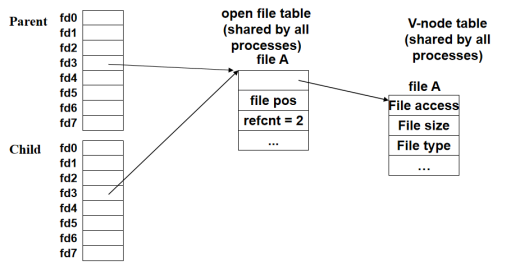 Parent
fd0
fd1
fd2
fd3
fd4
fd5
fd6
fd7
Child
fd0
fd1
fd2
fd3
fd4
fd5
fd6
fd7
open file table
(shared by all
processes)
file A
file pos
refcnt = 2
...
V-node table
(shared by all
processes)
file A
File access
File size
File type
...